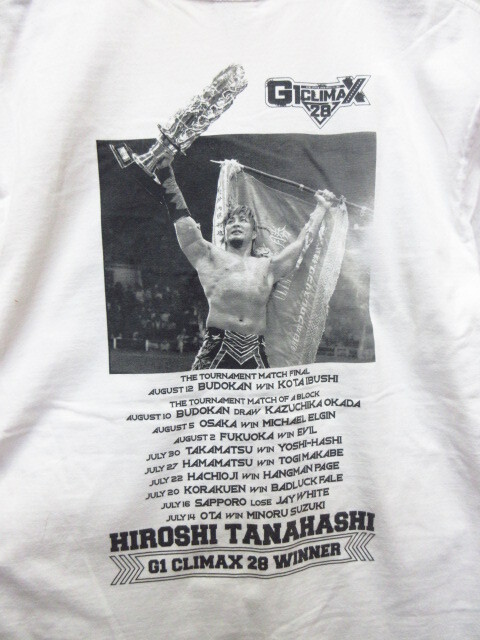 G1 CLIMAX
28
THE TOURNAMENT MATCH FINAL
AUGUST 12 BUDOKAN WIN KOTA IBUSHI
THE TOURNAMENT MATCH OF A BLOCK
AUGUST 10 BUDOKAN DRAW KAZUCHIKA OKADA
AUGUST 5 OSAKA WIN MICHAEL ELGIN
AUGUST 2 FUKUOKA WIN EVIL
JULY 30 TAKAMATSU WIN YOSHI-HASHI
JULY 27 HAMAMATSU WIN TOGI MAKABE
JULY 22 HACHIOJI WIN HANGMAN PAGE
JULY 20 KORAKUEN WIN BAD LUCK FALE
JULY 16 SAPPORO LOSE JAY WHITE
JULY 14 OTA WIN MINORU SUZUKI
HIROSHI TANAHASHI
G1 CLIMAX 28 WINNER